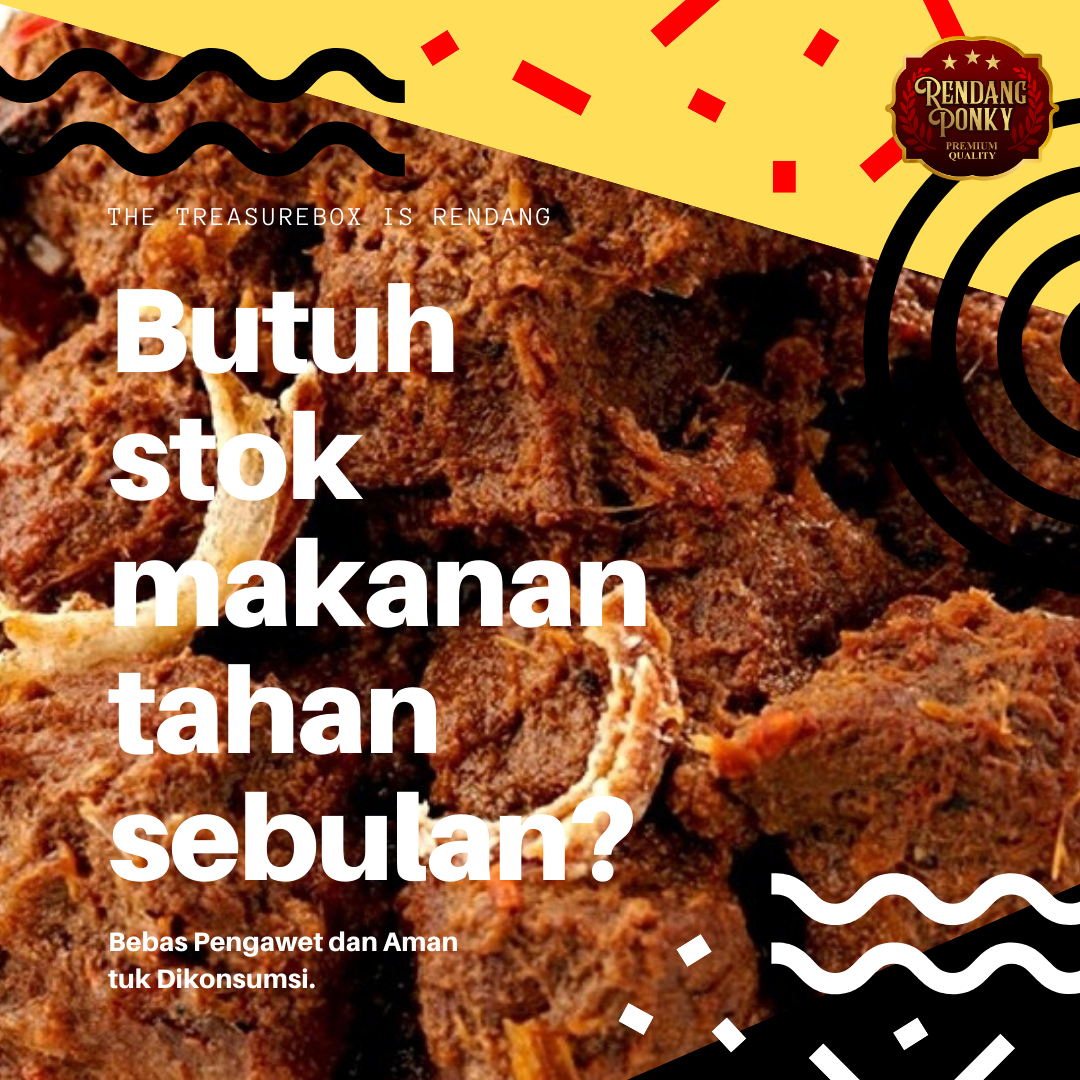 RENDANG
PONKY
PREMIUM
QUALITY
THE TREASUREBOX IS RENDANG
Butuh
stok
makanan
tahan
sebulan?
Bebas Pengawet dan Aman
tuk Dikonsumsi.